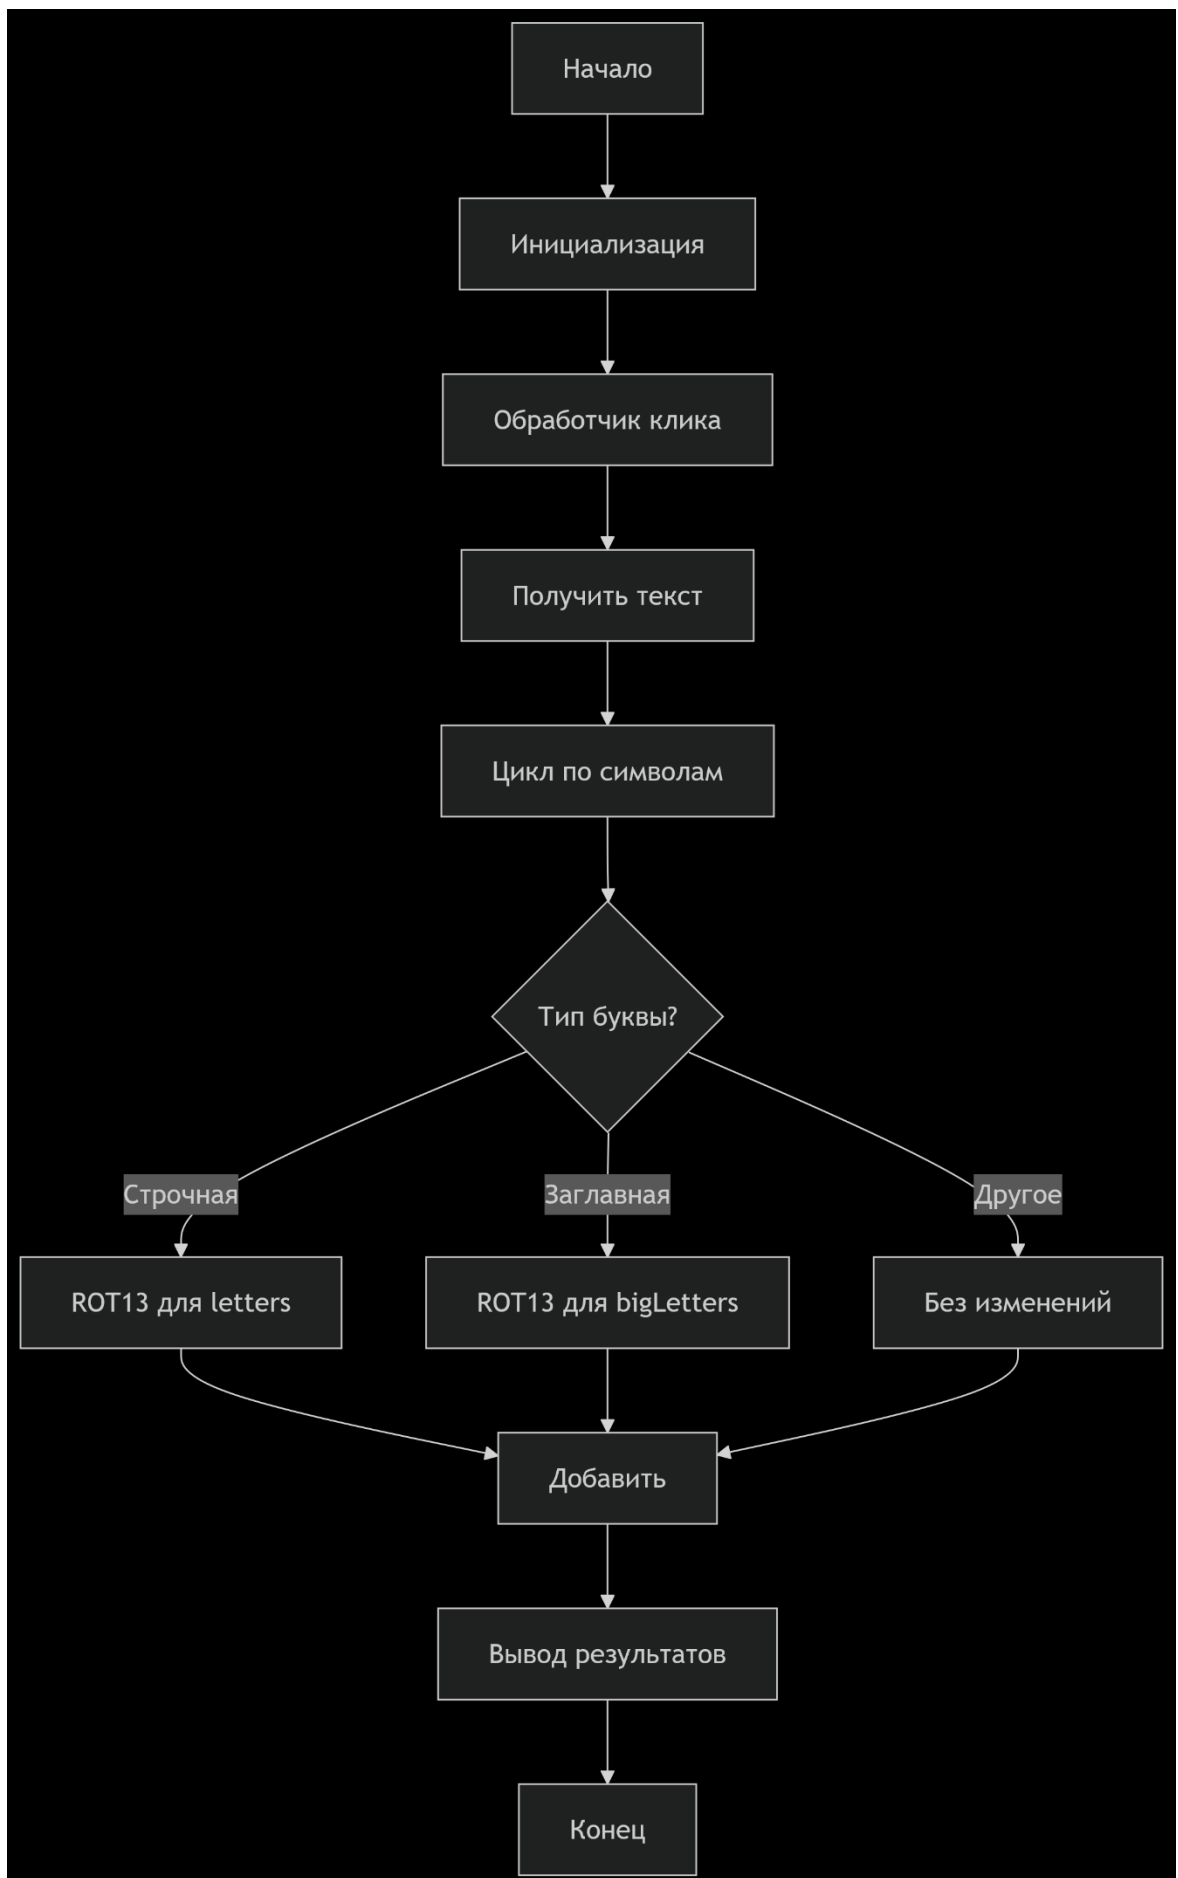 Начало
Инициализация
Обработчик клика
Получить текст
Цикл по символам
Тип буквы?
Строчная
Заглавная
Другое
ROT13 для letters
ROT13 для bigLetters
Без изменений
Добавить
Вывод результатов
Конец